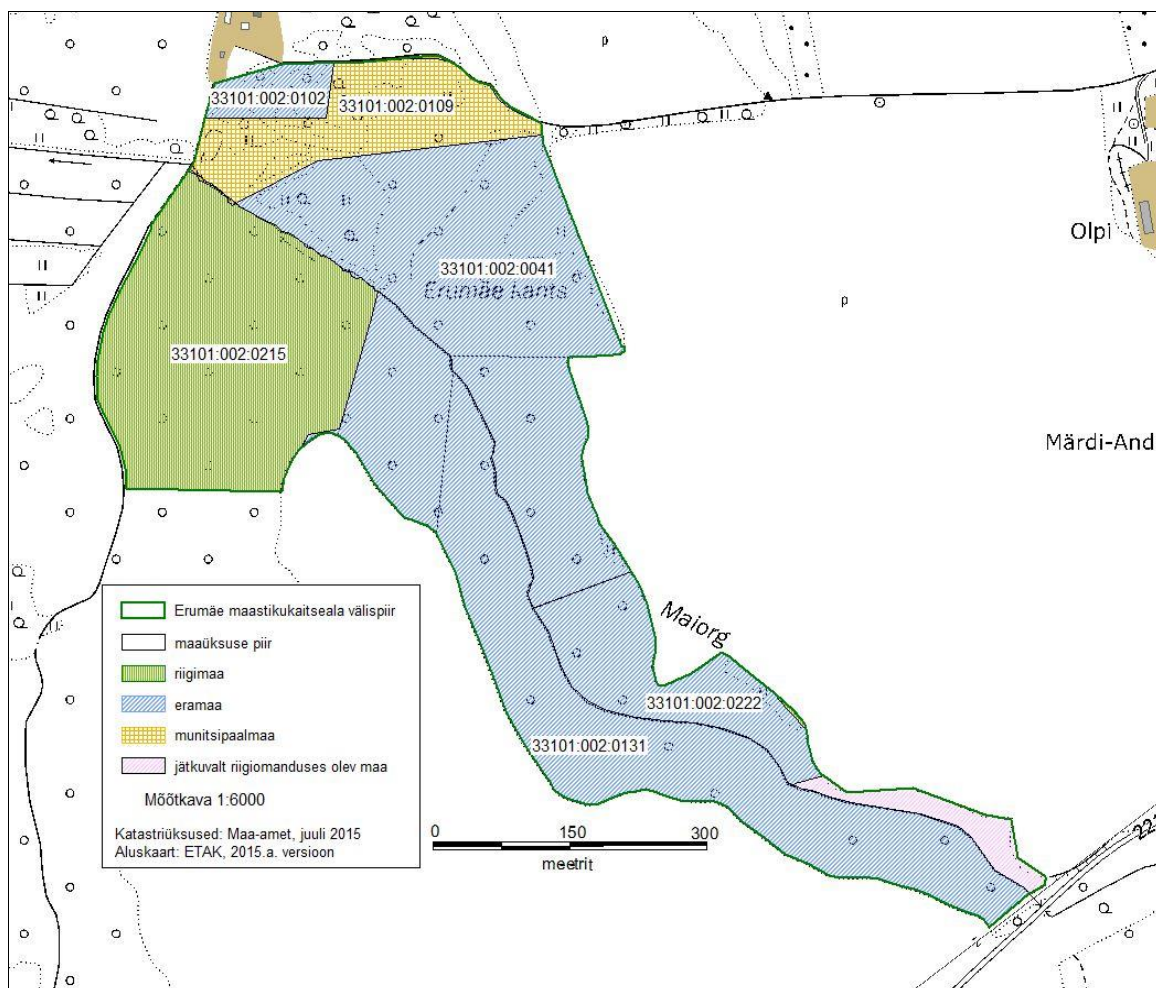 p
33101:002:0102
33101:002:0109
Olpi
33101:002:0041
Erumäe kants
p
33101:002:0215
Märdi-And
Maiorg
33101:002:0222
33101:002:0131
Erumäe maastikukaitseala välispiir
maaüksuse piir
riigimaa
eramaa
munitsipaalmaa
jätkuvalt riigiomanduses olev maa
Mõõtkava 1:6000
Katastriüksused: Maa-amet, juuli 2015
Aluskaart: ETAK, 2015.a. versioon
0 150 300
meetrit